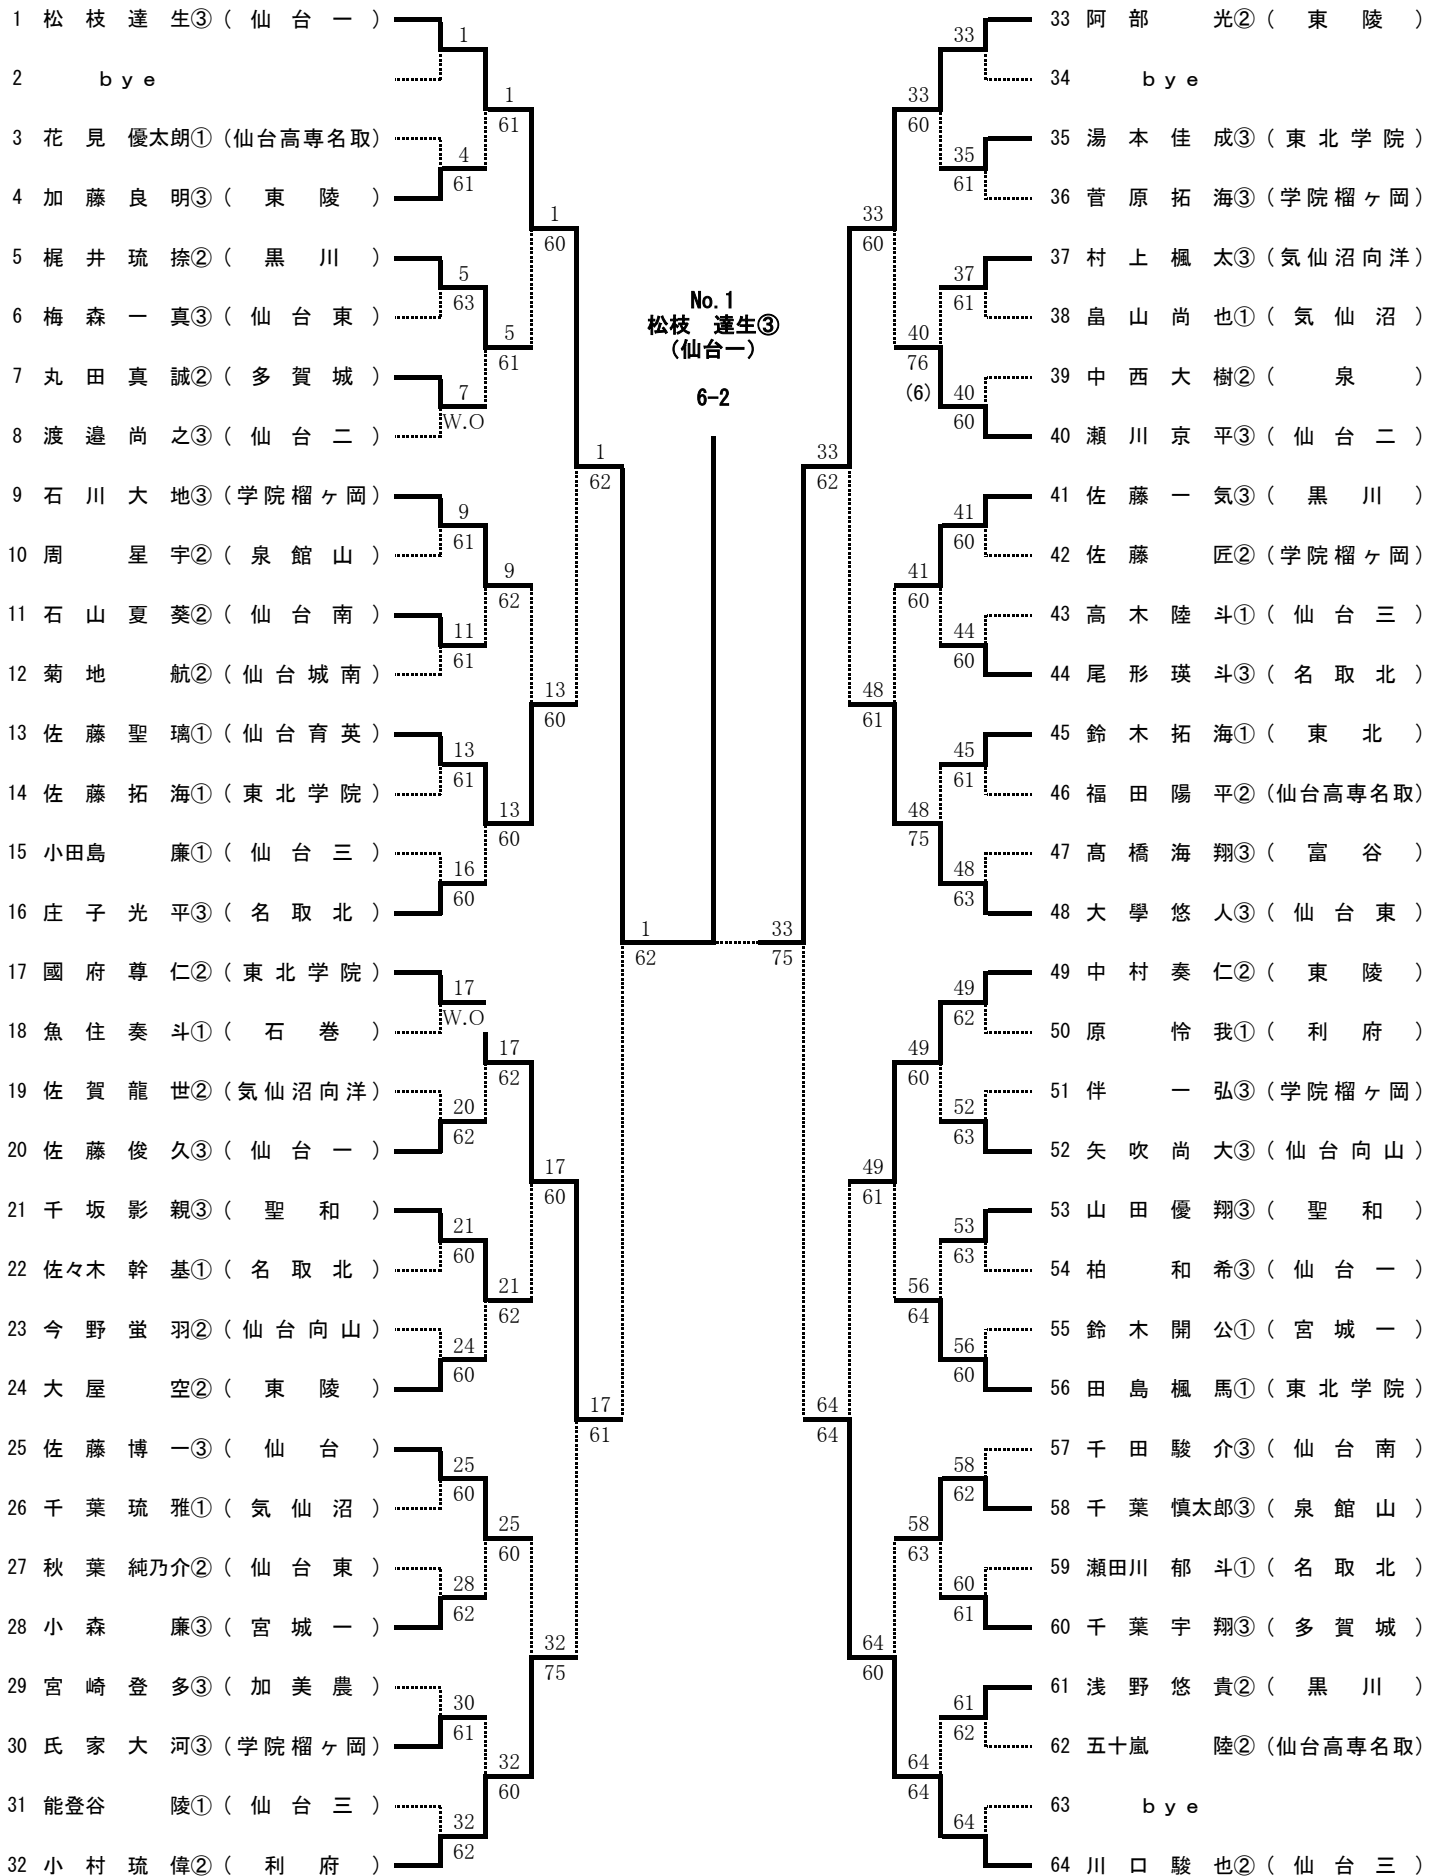 1 松枝達生③(仙台一)
2 bye
3 花見優太朗①(仙台高専名取)
4 加藤良明③(東陵)
5 梶井琉捺②(黒川)
6 梅森一真③(仙台東)
7 丸田真誠②(多賀城)
8 渡邉尚之③(仙台二)
9 石川大地③(学院榴ヶ岡)
10 周星宇②(泉館山)
11 石山夏葵②(仙台南)
12 菊地航②(仙台城南)
13 佐藤聖璃①(仙台育英)
14 佐藤拓海①(東北学院)
15 小田島廉①(仙台三)
16 庄子光平③(名取北)
17 國府尊仁②(東北学院)
18 魚住奏斗①(石巻)
19 佐賀龍世②(気仙沼向洋)
20 佐藤俊久③(仙台一)
21 千坂影親③(聖和)
22 佐々木幹基①(名取北)
23 今野蛍羽②(仙台向山)
24 大屋空②(東陵)
25 佐藤博一③(仙台)
26 千葉琉雅①(気仙沼)
27 秋葉純乃介②(仙台東)
28 小森廉③(宮城一)
29 宮崎登多③(加美農)
30 氏家大河③(学院榴ヶ岡)
31 能登谷陵①(仙台三)
32 小村琉偉②(利府)
1
4
61
5
63
7
W.O
9
61
11
61
13
61
16
60
17
W.O
20
62
21
60
24
60
25
60
28
62
30
61
32
62
1
61
5
61
9
62
13
60
17
62
21
62
25
60
32
60
1
60
13
60
17
60
32
75
1
62
17
61
1
62
No.1
松枝 達生③
(仙台一)
6-2
33
75
33
62
64
64
33
60
48
61
49
61
64
60
33
60
40
76
(6)
41
60
48
75
49
60
56
64
58
63
64
64
33
35
61
37
61
40
60
41
60
44
60
45
61
48
63
49
62
52
63
53
63
56
60
58
62
60
61
61
62
64
33 阿部光②(東陵)
34 bye
35 湯本佳成③(東北学院)
36 菅原拓海③(学院榴ヶ岡)
37 村上楓太③(気仙沼向洋)
38 畠山尚也①(気仙沼)
39 中西大樹②(泉)
40 瀬川京平③(仙台二)
41 佐藤一気③(黒川)
42 佐藤匠②(学院榴ヶ岡)
43 高木陸斗①(仙台三)
44 尾形瑛斗③(名取北)
45 鈴木拓海①(東北)
46 福田陽平②(仙台高専名取)
47 髙橋海翔③(富谷)
48 大學悠人③(仙台東)
49 中村奏仁②(東陵)
50 原怜我①(利府)
51 伴一弘③(学院榴ヶ岡)
52 矢吹尚大③(仙台向山)
53 山田優翔③(聖和)
54 柏和希③(仙台一)
55 鈴木開公①(宮城一)
56 田島楓馬①(東北学院)
57 千田駿介③(仙台南)
58 千葉慎太郎③(泉館山)
59 瀬田川郁斗①(名取北)
60 千葉宇翔③(多賀城)
61 浅野悠貴②(黒川)
62 五十嵐陸②(仙台高専名取)
63 bye
64 川口駿也②(仙台三)